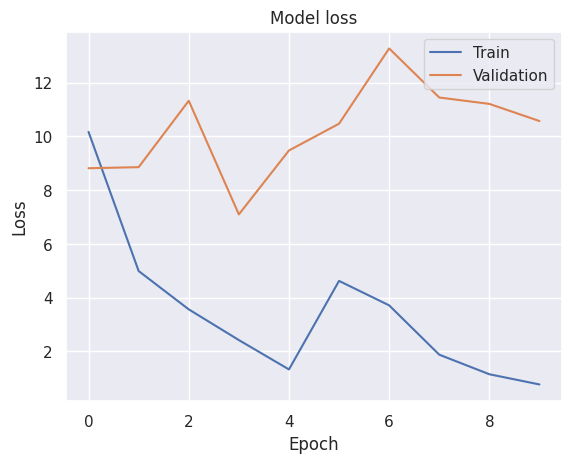 Model loss
Train
Validation
12
10
8
6
4
2
Loss
0 2 4 6 8
Epoch